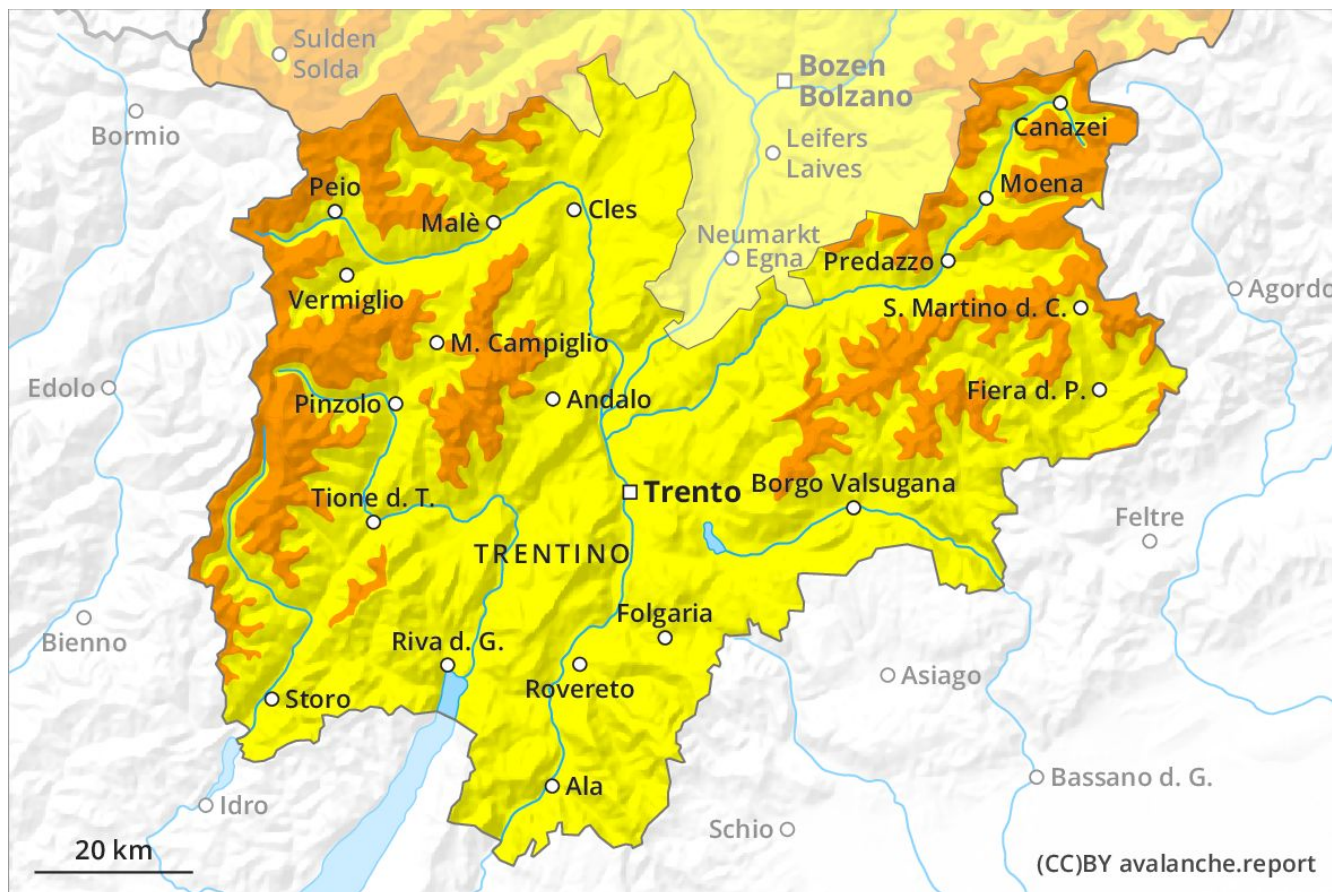 Sulden
Solda
Bozen
Bolzano
Bormio
Canazei
Leifers
Laives
Peio
Moena
Malè
Cles
Neumarkt
Egna
Predazzo
Vermiglio
Agordo
S. Martino d. C.
M. Campiglio
Edolo
Fiera d. P.
Pinzolo
Andalo
Borgo Valsugana
Trento
Tione d. T.
Feltre
TRENTINO
Folgaria
Bienno
Riva d. G.
Asiago
Rovereto
Storo
Bassano d. G.
Ala
Idro
Schio
20 km
(CC)BY avalanche.report